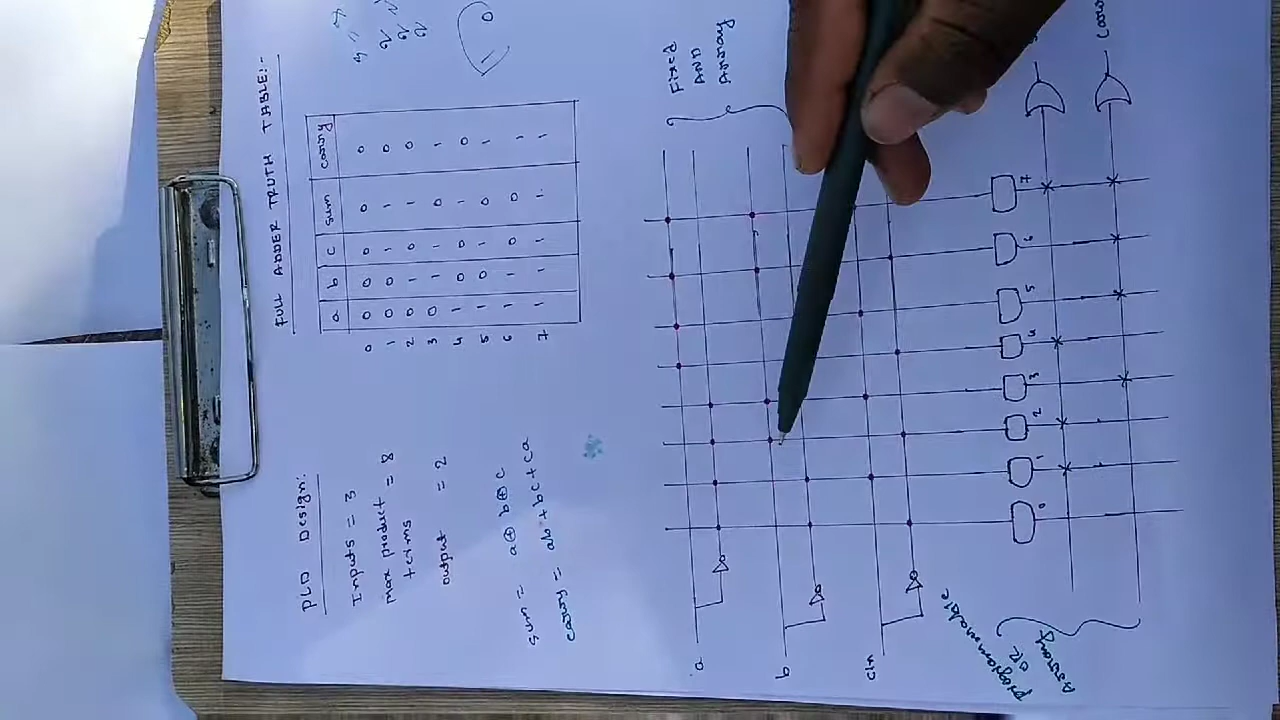 FULL ADDER TRUTH TABLE:-
a b c sum carry
0 0 0 0 0 0
1 0 0 1 1 0
2 0 1 0 1 0
3 0 1 1 0 1
4 1 0 0 1 0
5 1 0 1 0 1
6 1 1 0 0 1
7 1 1 1 1 1
PLD Design:
Inputs = 3
max product = 8
terms
output = 2
sum = a ⊕ b ⊕ c
carry = ab + bc + ca
Fixed
AND
Array
a
b
cin
0 1 2 3 4 5 6 7
programmable
OR
Array